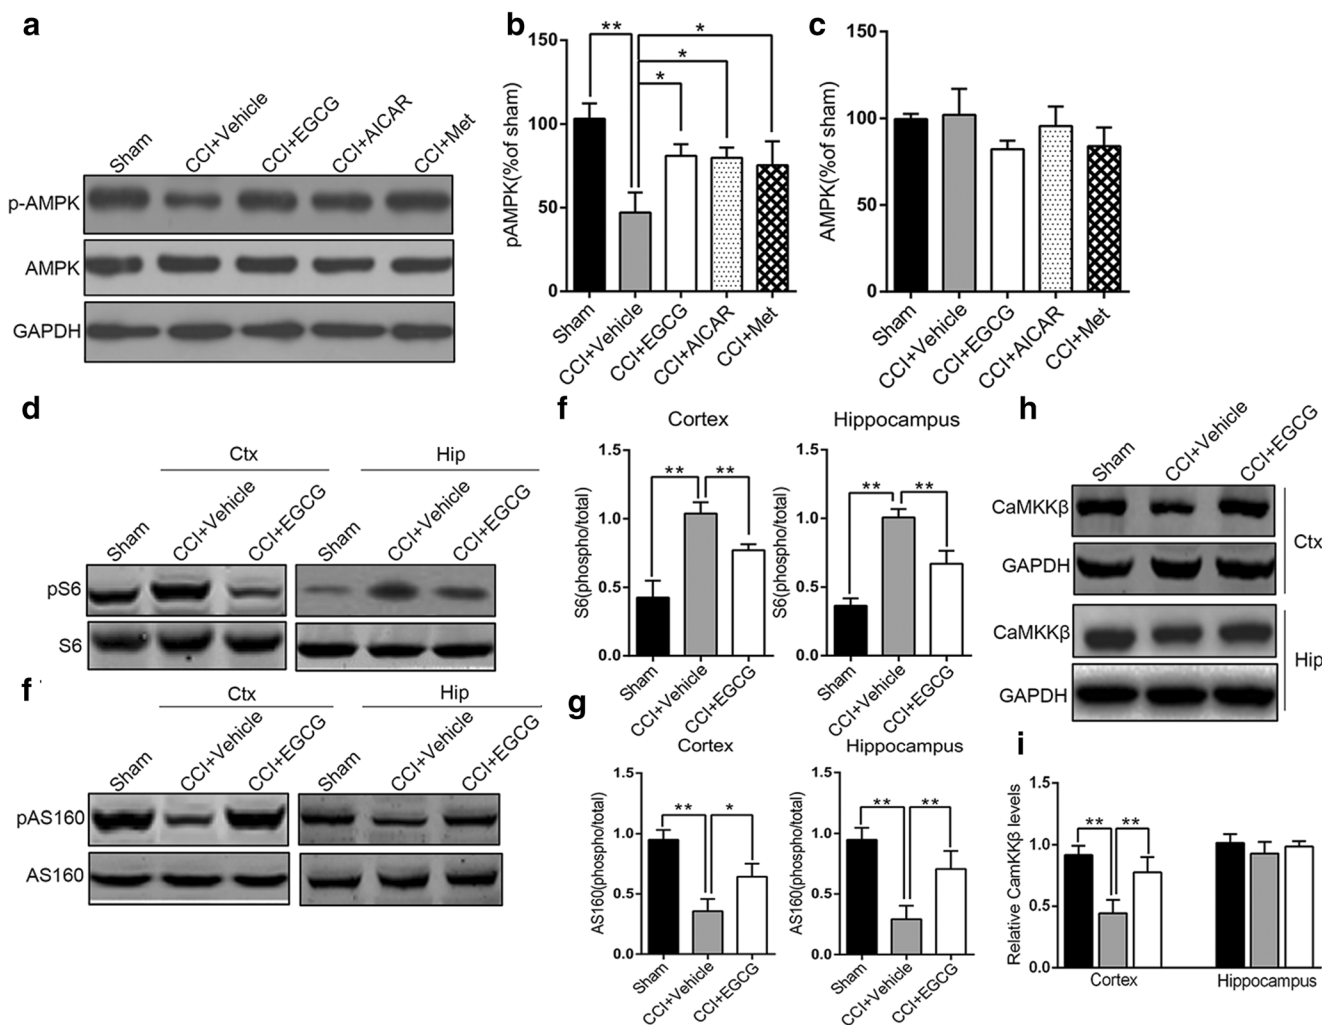 a
Sham
CCI+Vehicle
CCI+EGCG
CCI+AICAR
CCI+Met
p-AMPK
AMPK
GAPDH
b
**
*
*
*
pAMPK(%of sham)
150
100
50
0
Sham
CCI+Vehicle
CCI+EGCG
CCI+AICAR
CCI+Met
c
AMPK(%of sham)
150
100
50
0
Sham
CCI+Vehicle
CCI+EGCG
CCI+AICAR
CCI+Met
d
Ctx
Hip
Sham
CCI+Vehicle
CCI+EGCG
Sham
CCI+Vehicle
CCI+EGCG
pS6
S6
f
Cortex
S6(phospho/total)
1.5
1.0
0.5
0.0
**
**
Sham
CCI+Vehicle
CCI+EGCG
Hippocampus
S6(phospho/total)
1.5
1.0
0.5
0.0
**
**
Sham
CCI+Vehicle
CCI+EGCG
h
Sham
CCI+Vehicle
CCI+EGCG
CaMKKβ
GAPDH
Ctx
CaMKKβ
GAPDH
Hip
f
Ctx
Hip
Sham
CCI+Vehicle
CCI+EGCG
Sham
CCI+Vehicle
CCI+EGCG
pAS160
AS160
g
Cortex
AS160(phospho/total)
1.5
1.0
0.5
0.0
**
*
Sham
CCI+Vehicle
CCI+EGCG
Hippocampus
AS160(phospho/total)
1.5
1.0
0.5
0.0
**
**
Sham
CCI+Vehicle
CCI+EGCG
i
Relative CamKKβ levels
1.5
1.0
0.5
0.0
**
**
Cortex
Hippocampus